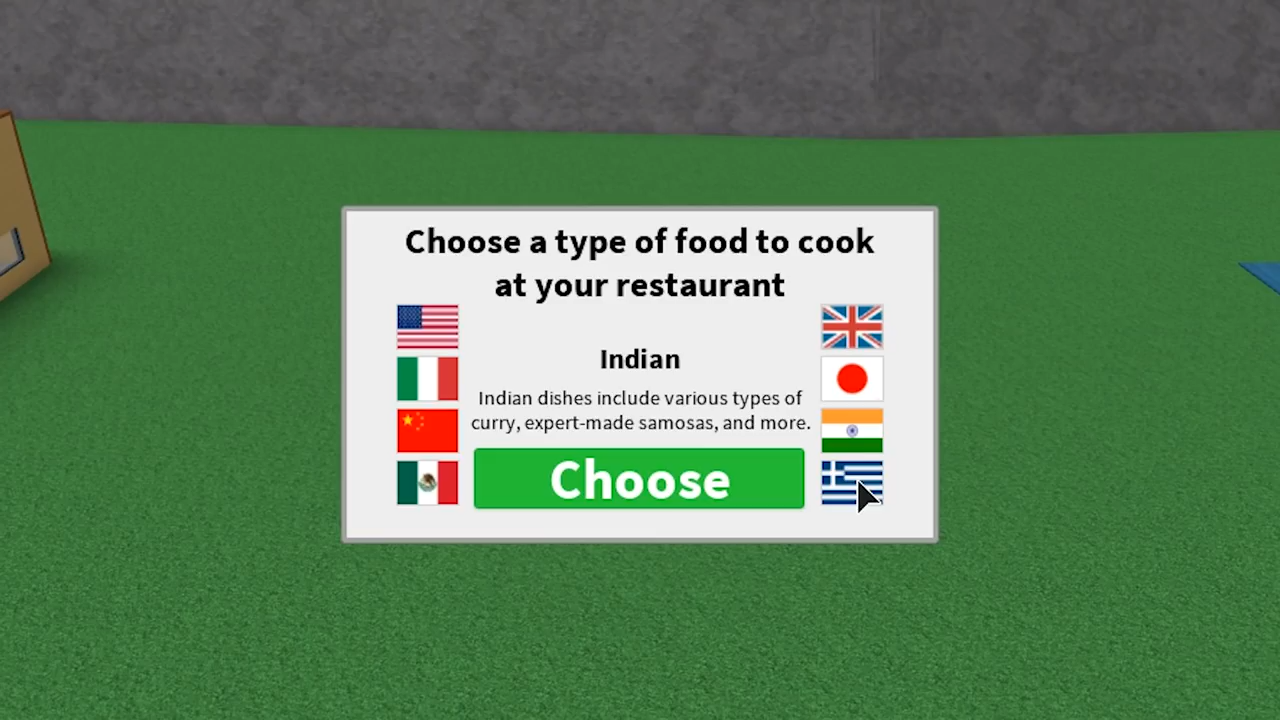 Choose a type of food to cook
at your restaurant
Indian
Indian dishes include various types of
curry, expert-made samosas, and more.
Choose